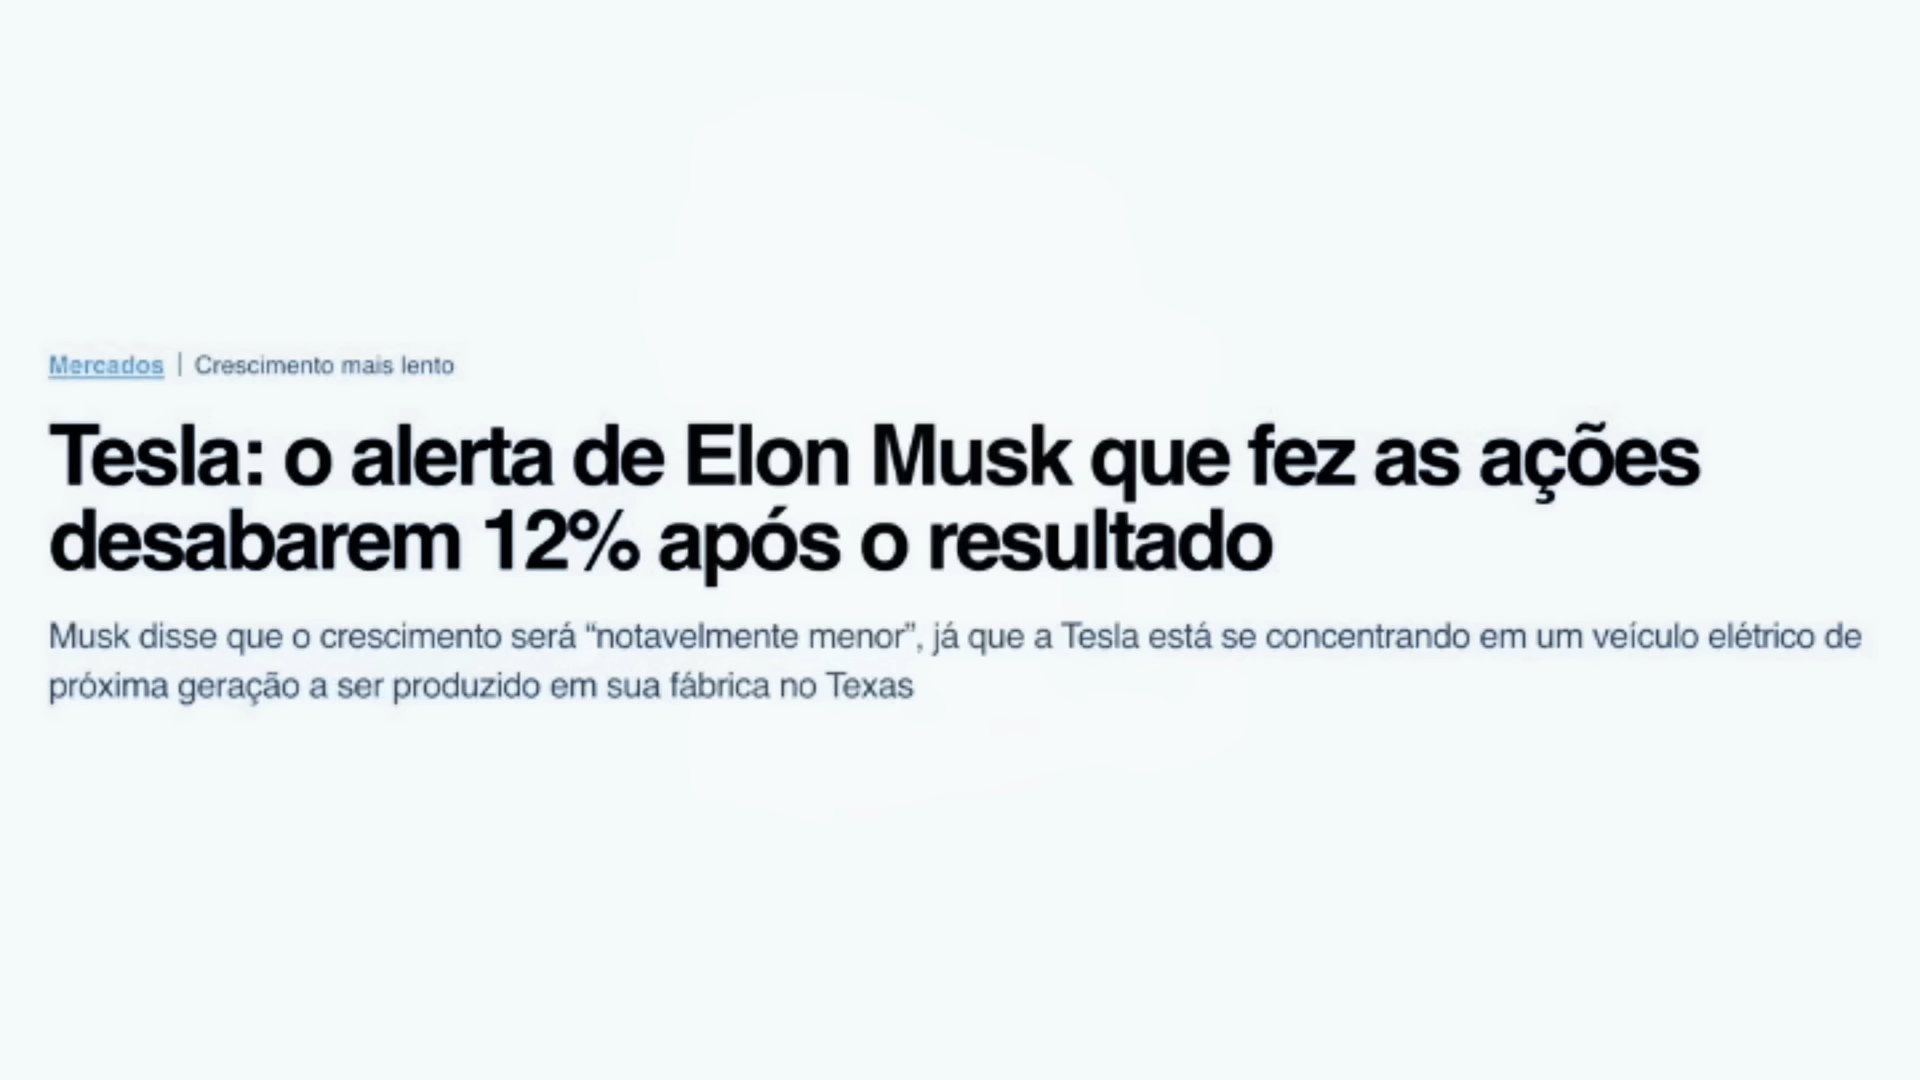 Mercados | Crescimento mais lento
Tesla: o alerta de Elon Musk que fez as ações
desabarem 12% após o resultado
Musk disse que o crescimento será “notavelmente menor”, já que a Tesla está se concentrando em um veículo elétrico de
próxima geração a ser produzido em sua fábrica no Texas